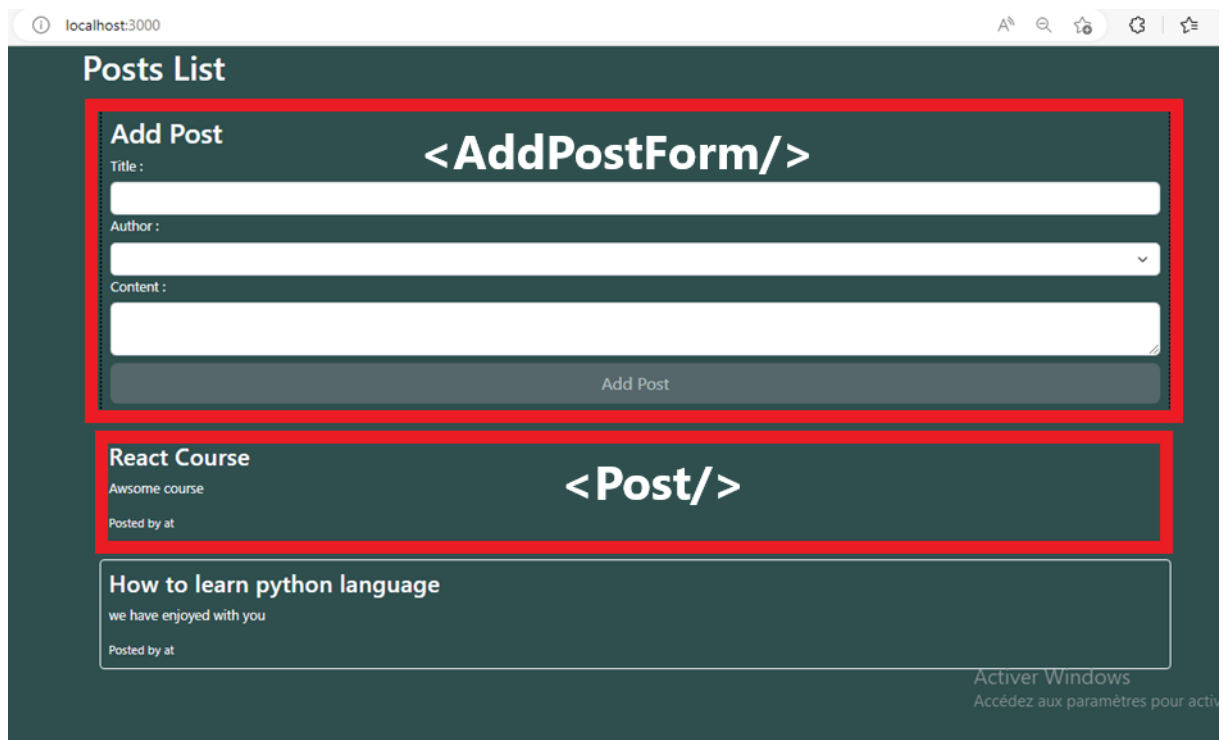 localhost:3000
Posts List
Add Post
<AddPostForm/>
Title :
Author :
Content :
Add Post
React Course
<Post/>
Awsome course
Posted by at
How to learn python language
we have enjoyed with you
Posted by at
Activer Windows
Accédez aux paramètres pour activ